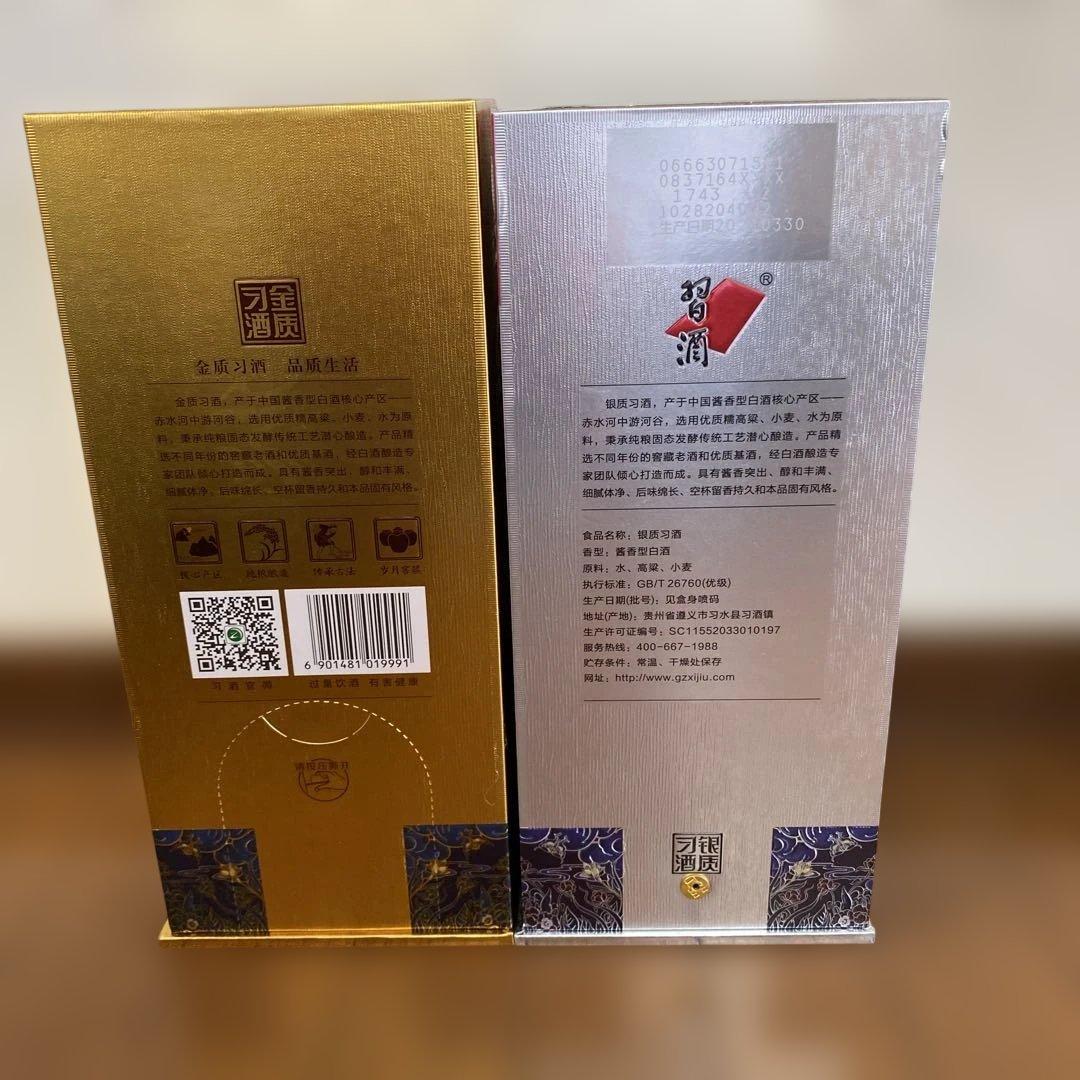 习金
酒质
金质习酒 品质生活
金质习酒，产于中国酱香型白酒核心产区——
赤水河中游河谷，选用优质糯高粱、小麦、水为原
料，秉承纯粮固态发酵传统工艺潜心酿造。产品精
选不同年份的窖藏老酒和优质基酒，经白酒酿造专
家团队倾心打造而成。具有酱香突出、醇和丰满、
细腻体净、后味绵长、空杯留香持久和本品固有风格。
核心产区 纯粮酿造 传承古法 岁月窖藏
6 901481 019991
习酒官微 过量饮酒 有害健康
请按压撕开
0837164X
1743
生产日期20
习酒
®
银质习酒，产于中国酱香型白酒核心产区——
赤水河中游河谷，选用优质糯高粱、小麦、水为原
料，秉承纯粮固态发酵传统工艺潜心酿造。产品精
选不同年份的窖藏老酒和优质基酒，经白酒酿造专
家团队倾心打造而成。具有酱香突出、醇和丰满、
细腻体净、后味绵长、空杯留香持久和本品固有风格。
食品名称：银质习酒
香型：酱香型白酒
原料：水、高粱、小麦
执行标准：GB/T 26760(优级)
生产日期(批号)：见盒身喷码
地址(产地)：贵州省遵义市习水县习酒镇
生产许可证编号：SC11552033010197
服务热线：400-667-1988
贮存条件：常温、干燥处保存
网址：http://www.gzxijiu.com
习银
酒质